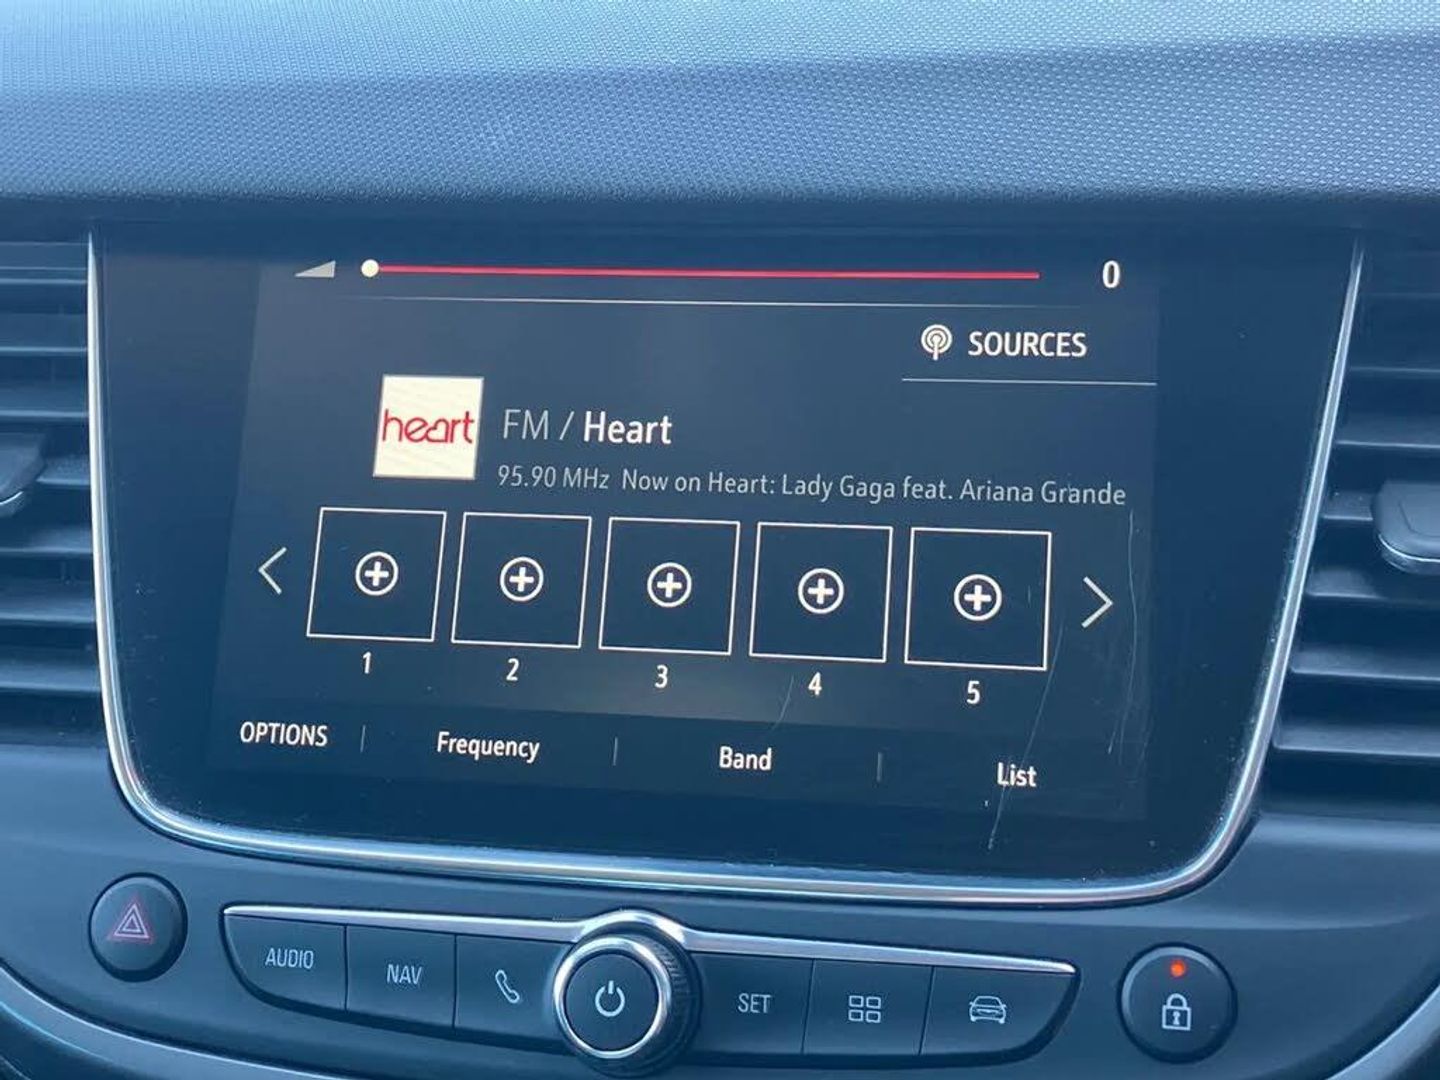 0
SOURCES
heart
FM / Heart
95.90 MHz Now on Heart: Lady Gaga feat. Ariana Grande
1 2 3 4 5
OPTIONS Frequency Band List
AUDIO NAV SET